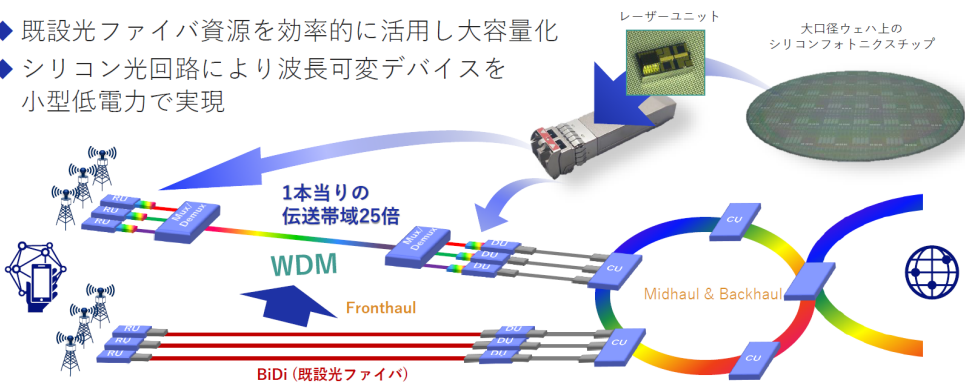 ◆ 既設光ファイバ資源を効率的に活用し大容量化
◆ シリコン光回路により波長可変デバイスを
小型低電力で実現
レーザーユニット
大口径ウェハ上の
シリコンフォトニクスチップ
RU
RU
Mux/
Demux
1本当りの
伝送帯域25倍
WDM
Mux/
Demux
DU
DU
DU
CU
CU
CU
Midhaul & Backhaul
Fronthaul
RU
RU
RU
DU
DU
DU
CU
CU
BiDi (既設光ファイバ)